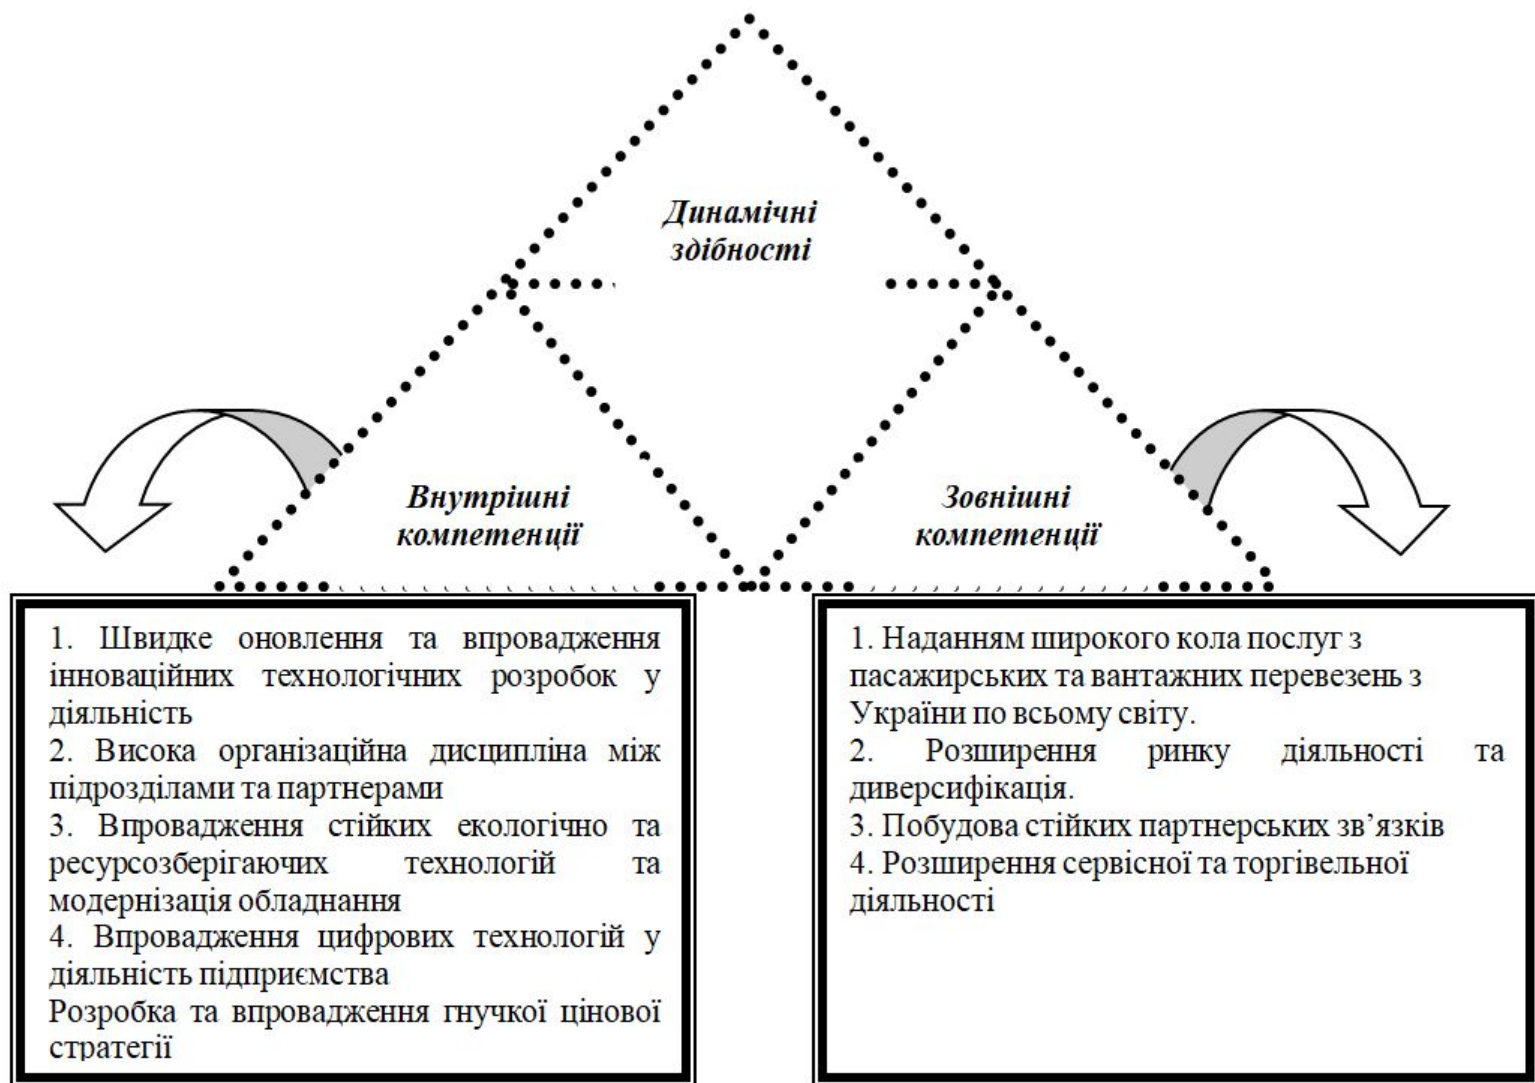 Динамічні
здібності
Внутрішні
компетенції
Зовнішні
компетенції
1. Швидке оновлення та впровадження
інноваційних технологічних розробок у
діяльність
2. Висока організаційна дисципліна між
підрозділами та партнерами
3. Впровадження стійких екологічно та
ресурсозберігаючих технологій та
модернізація обладнання
4. Впровадження цифрових технологій у
діяльність підприємства
Розробка та впровадження гнучкої цінової
стратегії
1. Наданням широкого кола послуг з
пасажирських та вантажних перевезень з
України по всьому світу.
2. Розширення ринку діяльності та
диверсифікація.
3. Побудова стійких партнерських зв’язків
4. Розширення сервісної та торгівельної
діяльності